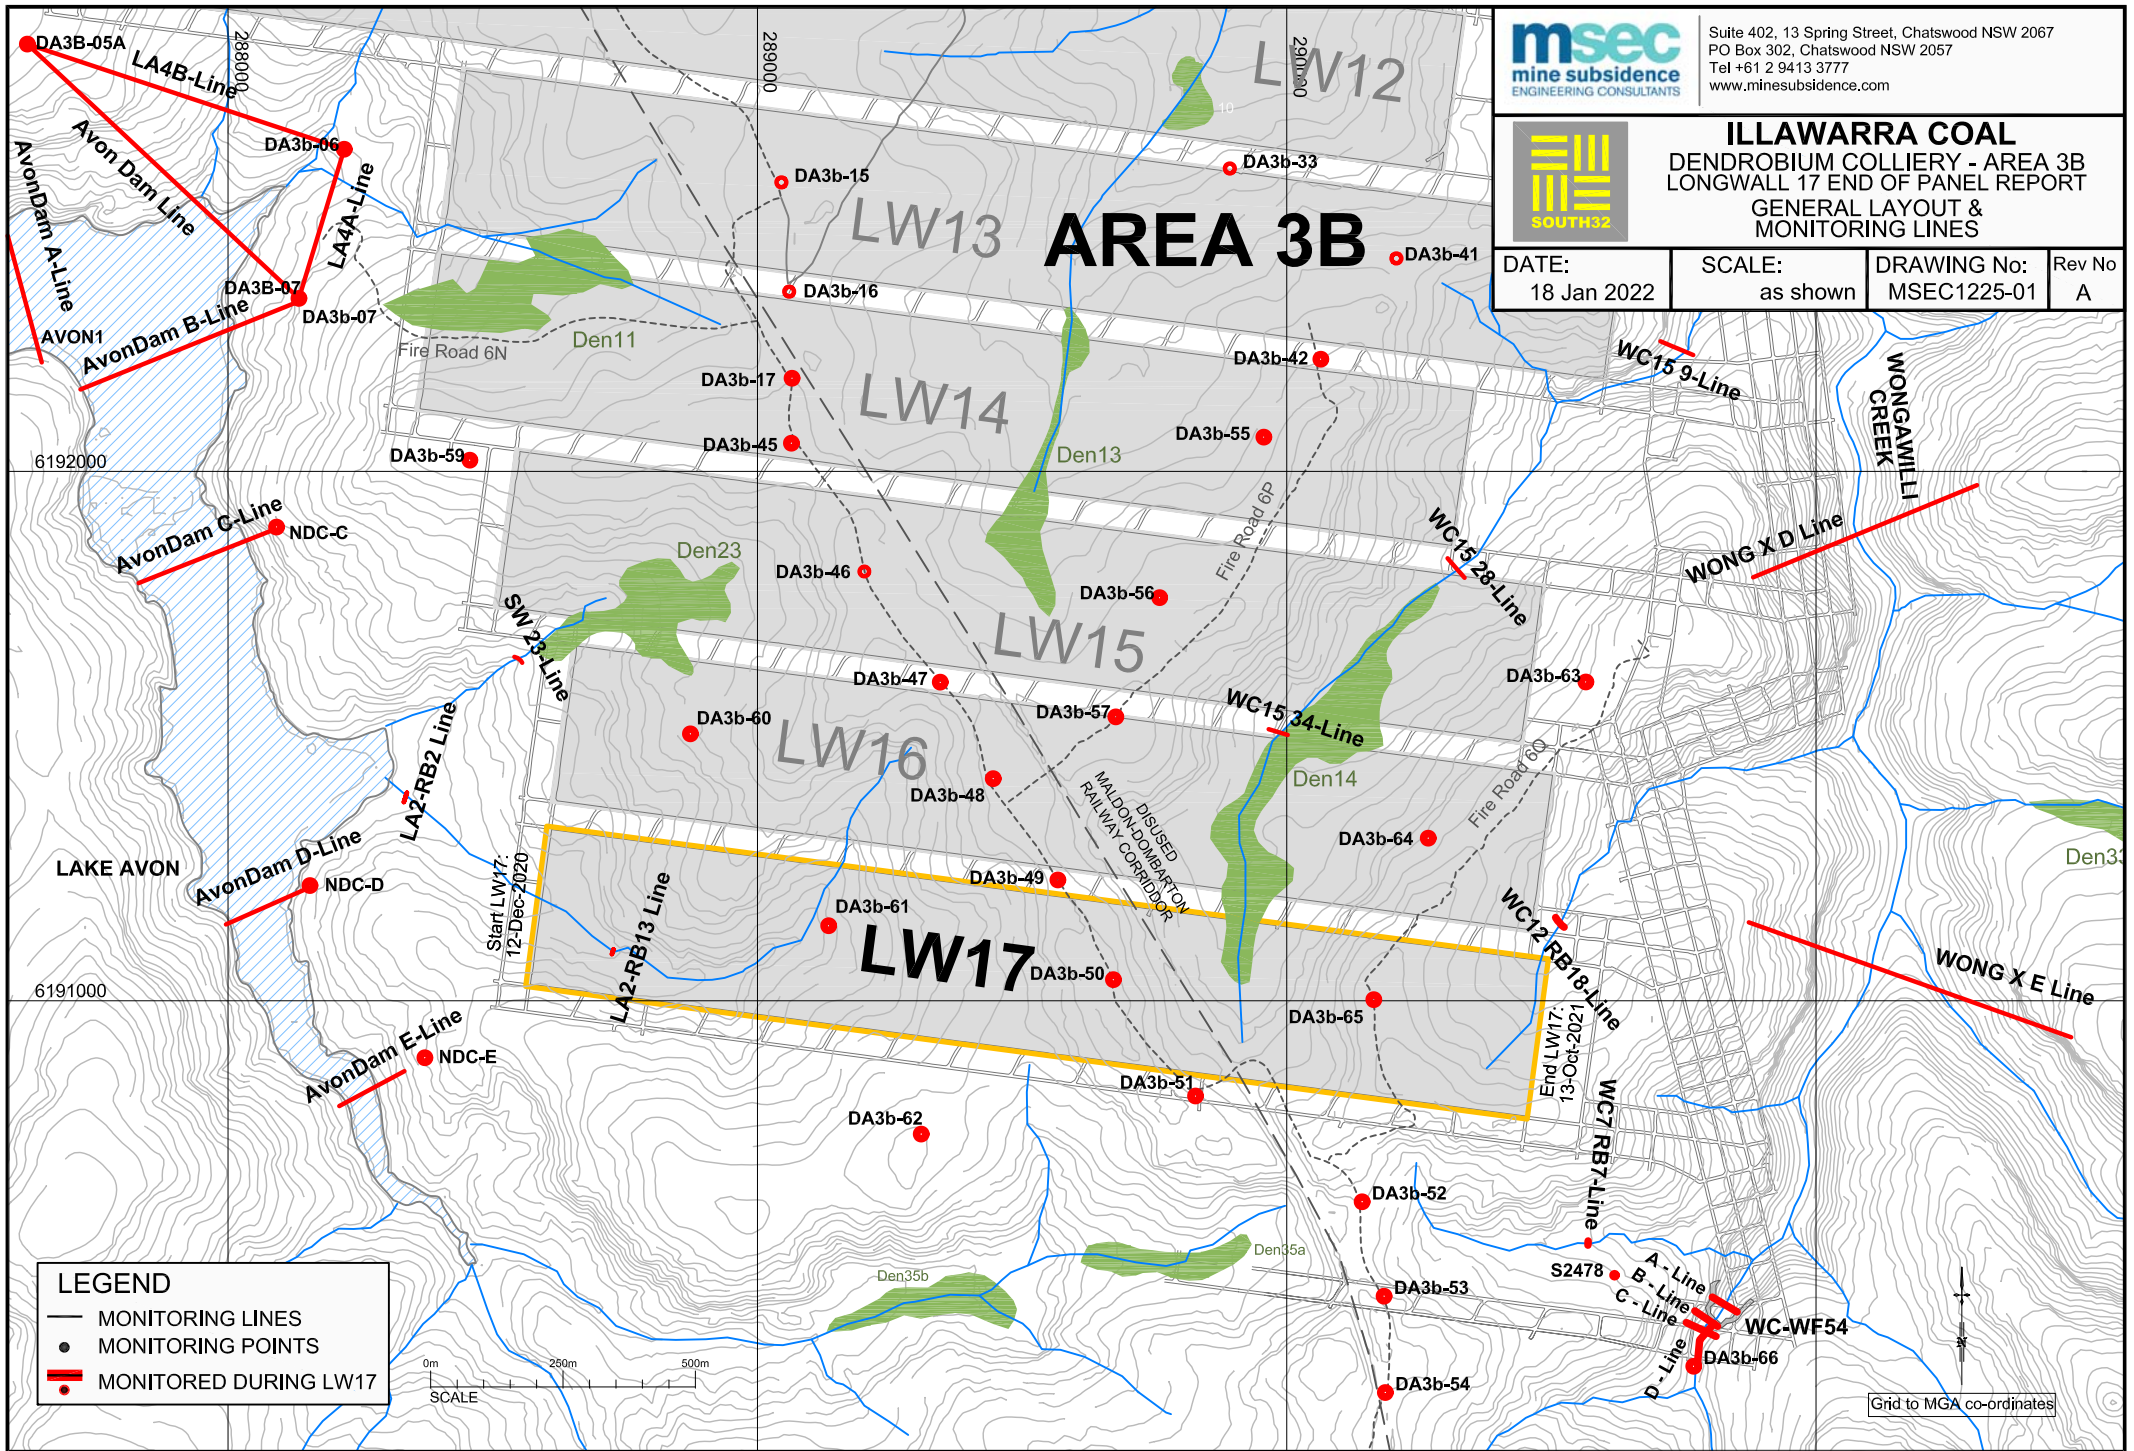 msec
mine subsidence
ENGINEERING CONSULTANTS
Suite 402, 13 Spring Street, Chatswood NSW 2067
PO Box 302, Chatswood NSW 2057
Tel +61 2 9413 3777
www.minesubsidence.com
SOUTH32
ILLAWARRA COAL
DENDROBIUM COLLIERY - AREA 3B
LONGWALL 17 END OF PANEL REPORT
GENERAL LAYOUT &
MONITORING LINES
DATE:
18 Jan 2022
SCALE:
as shown
DRAWING No:
MSEC1225-01
Rev No
A
DA3B-05A
LA4B-Line
288000
289000
290000
LW12
10
Avon Dam Line
DA3b-06
AvonDam A-Line
LA4A-Line
DA3b-15
DA3b-33
LW13
AREA 3B
DA3b-41
DA3B-07
DA3b-07
DA3b-16
AVON1
AvonDam B-Line
Fire Road 6N
Den11
DA3b-42
WC15 9-Line
WONGAWILLI
CREEK
DA3b-17
LW14
DA3b-45
DA3b-55
Den13
DA3b-59
6192000
Fire Road 6P
AvonDam C-Line
NDC-C
WC15 28-Line
WONG X D Line
Den23
DA3b-46
DA3b-56
SW 23-Line
LW15
DA3b-47
DA3b-63
DA3b-57
WC15 34-Line
DA3b-60
LW16
LA2-RB2 Line
Den14
Fire Road 6O
DA3b-48
DISUSED
MALDON-DOMBARTON
RAILWAY CORRIDDOR
DA3b-64
Den33
LAKE AVON
AvonDam D-Line
NDC-D
Start LW17:
12-Dec-2020
DA3b-49
DA3b-61
LA2-RB13 Line
LW17
DA3b-50
WC12 RB18-Line
WONG X E Line
6191000
DA3b-65
End LW17:
13-Oct-2021
AvonDam E-Line
NDC-E
DA3b-51
DA3b-62
WC7 RB7-Line
DA3b-52
Den35a
Den35b
S2478
A - Line
B - Line
C - Line
D - Line
DA3b-53
WC-WF54
DA3b-66
DA3b-54
LEGEND
MONITORING LINES
MONITORING POINTS
MONITORED DURING LW17
0m
250m
500m
SCALE
N
Grid to MGA co-ordinates